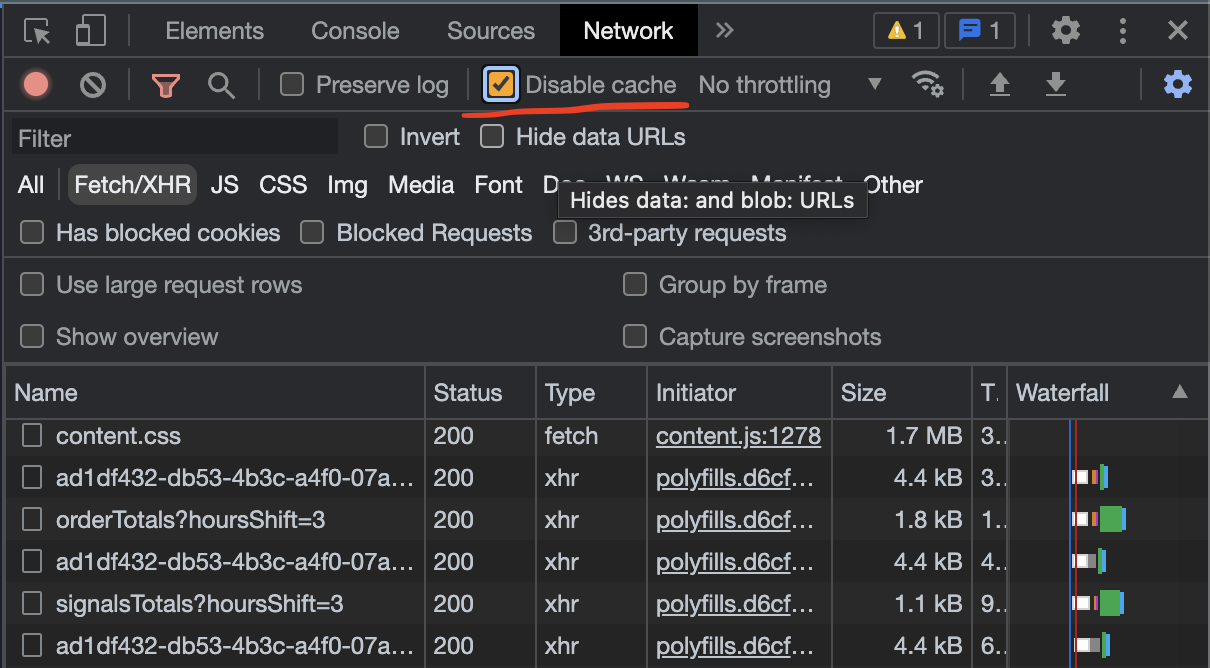 Elements Console Sources Network 1 1
Preserve log Disable cache No throttling
Filter Invert Hide data URLs
All Fetch/XHR JS CSS Img Media Font Doc WS Wasm Manifest Other
Hides data: and blob: URLs
Has blocked cookies Blocked Requests 3rd-party requests
Use large request rows Group by frame
Show overview Capture screenshots
Name Status Type Initiator Size T. Waterfall
content.css 200 fetch content.js:1278 1.7 MB 3..
ad1df432-db53-4b3c-a4f0-07a... 200 xhr polyfills.d6cf... 4.4 kB 3..
orderTotals?hoursShift=3 200 xhr polyfills.d6cf... 1.8 kB 1..
ad1df432-db53-4b3c-a4f0-07a... 200 xhr polyfills.d6cf... 4.4 kB 4..
signalsTotals?hoursShift=3 200 xhr polyfills.d6cf... 1.1 kB 9..
ad1df432-db53-4b3c-a4f0-07a... 200 xhr polyfills.d6cf... 4.4 kB 6..